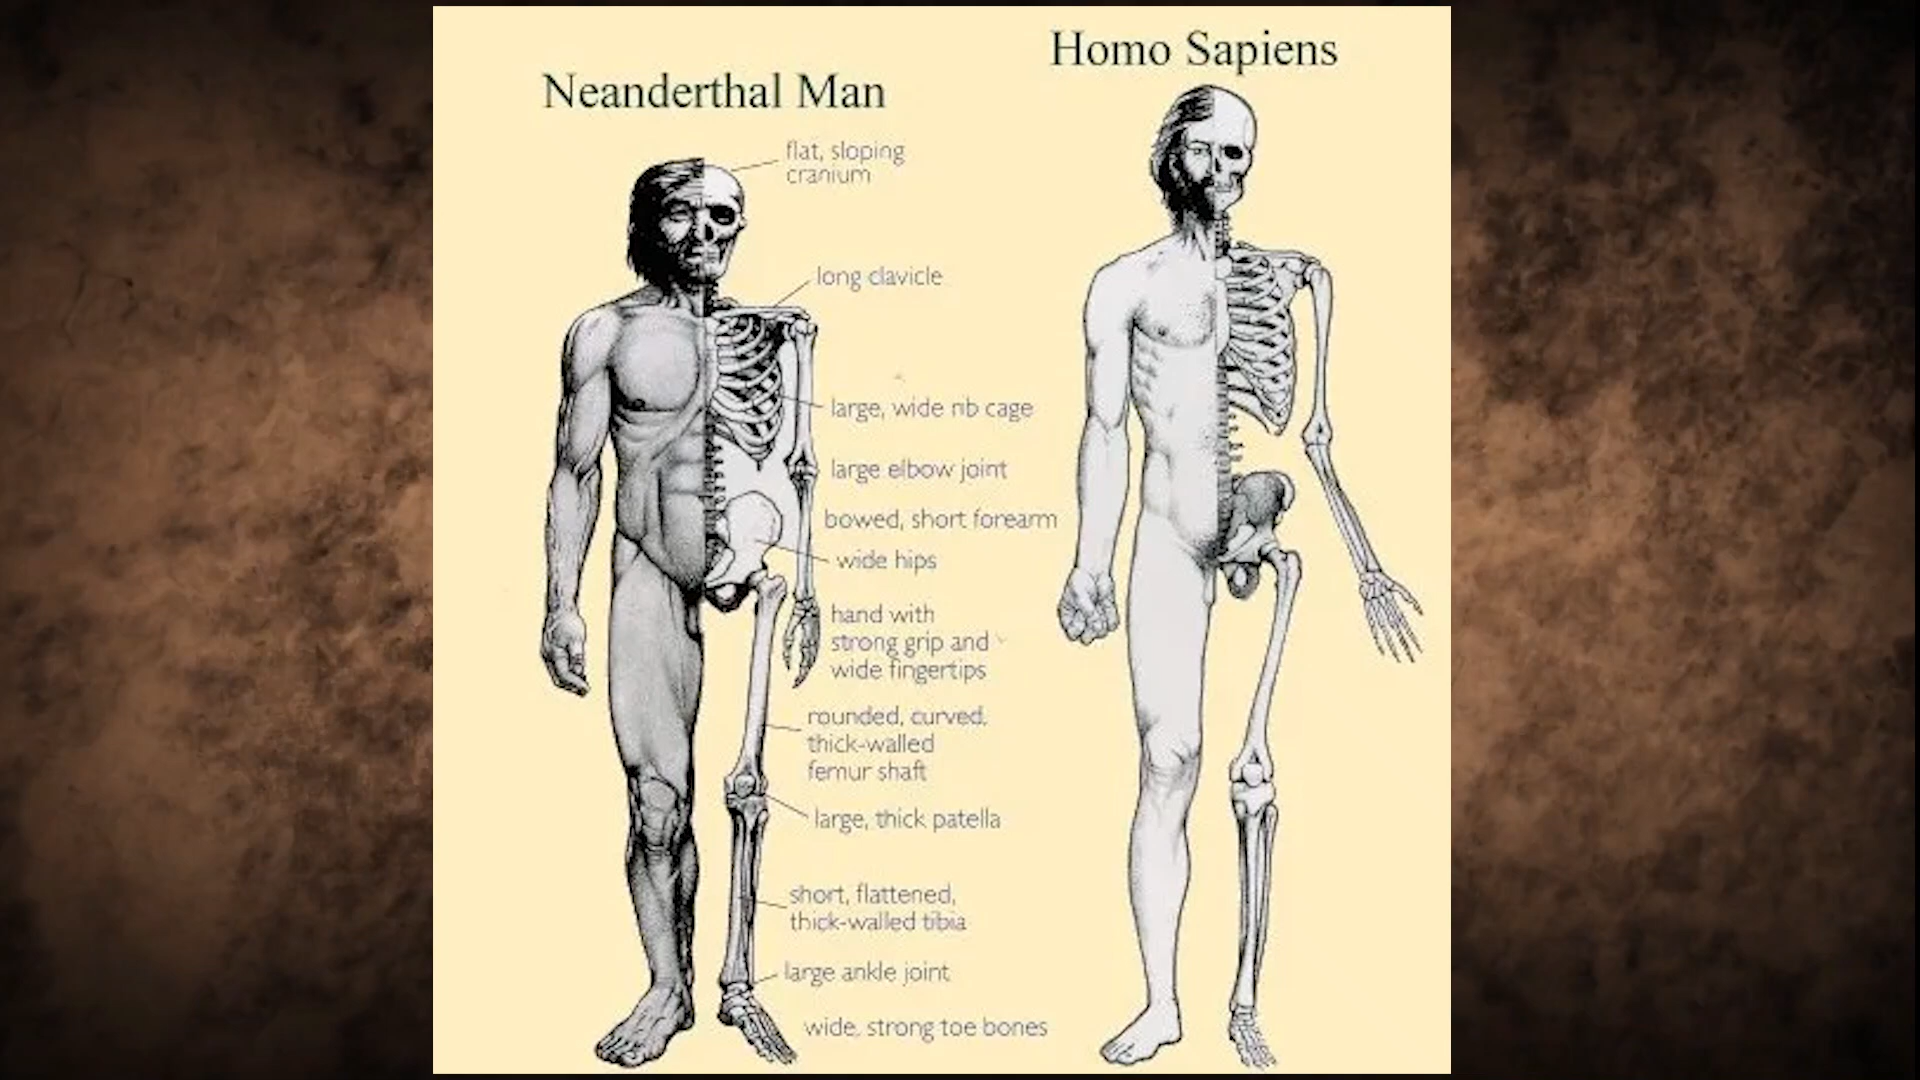 Homo Sapiens
Neanderthal Man
flat, sloping
cranium
long clavicle
large, wide rib cage
large elbow joint
bowed, short forearm
wide hips
hand with
strong grip and
wide fingertips
rounded, curved,
thick-walled
femur shaft
large, thick patella
short, flattened,
thick-walled tibia
large ankle joint
wide, strong toe bones